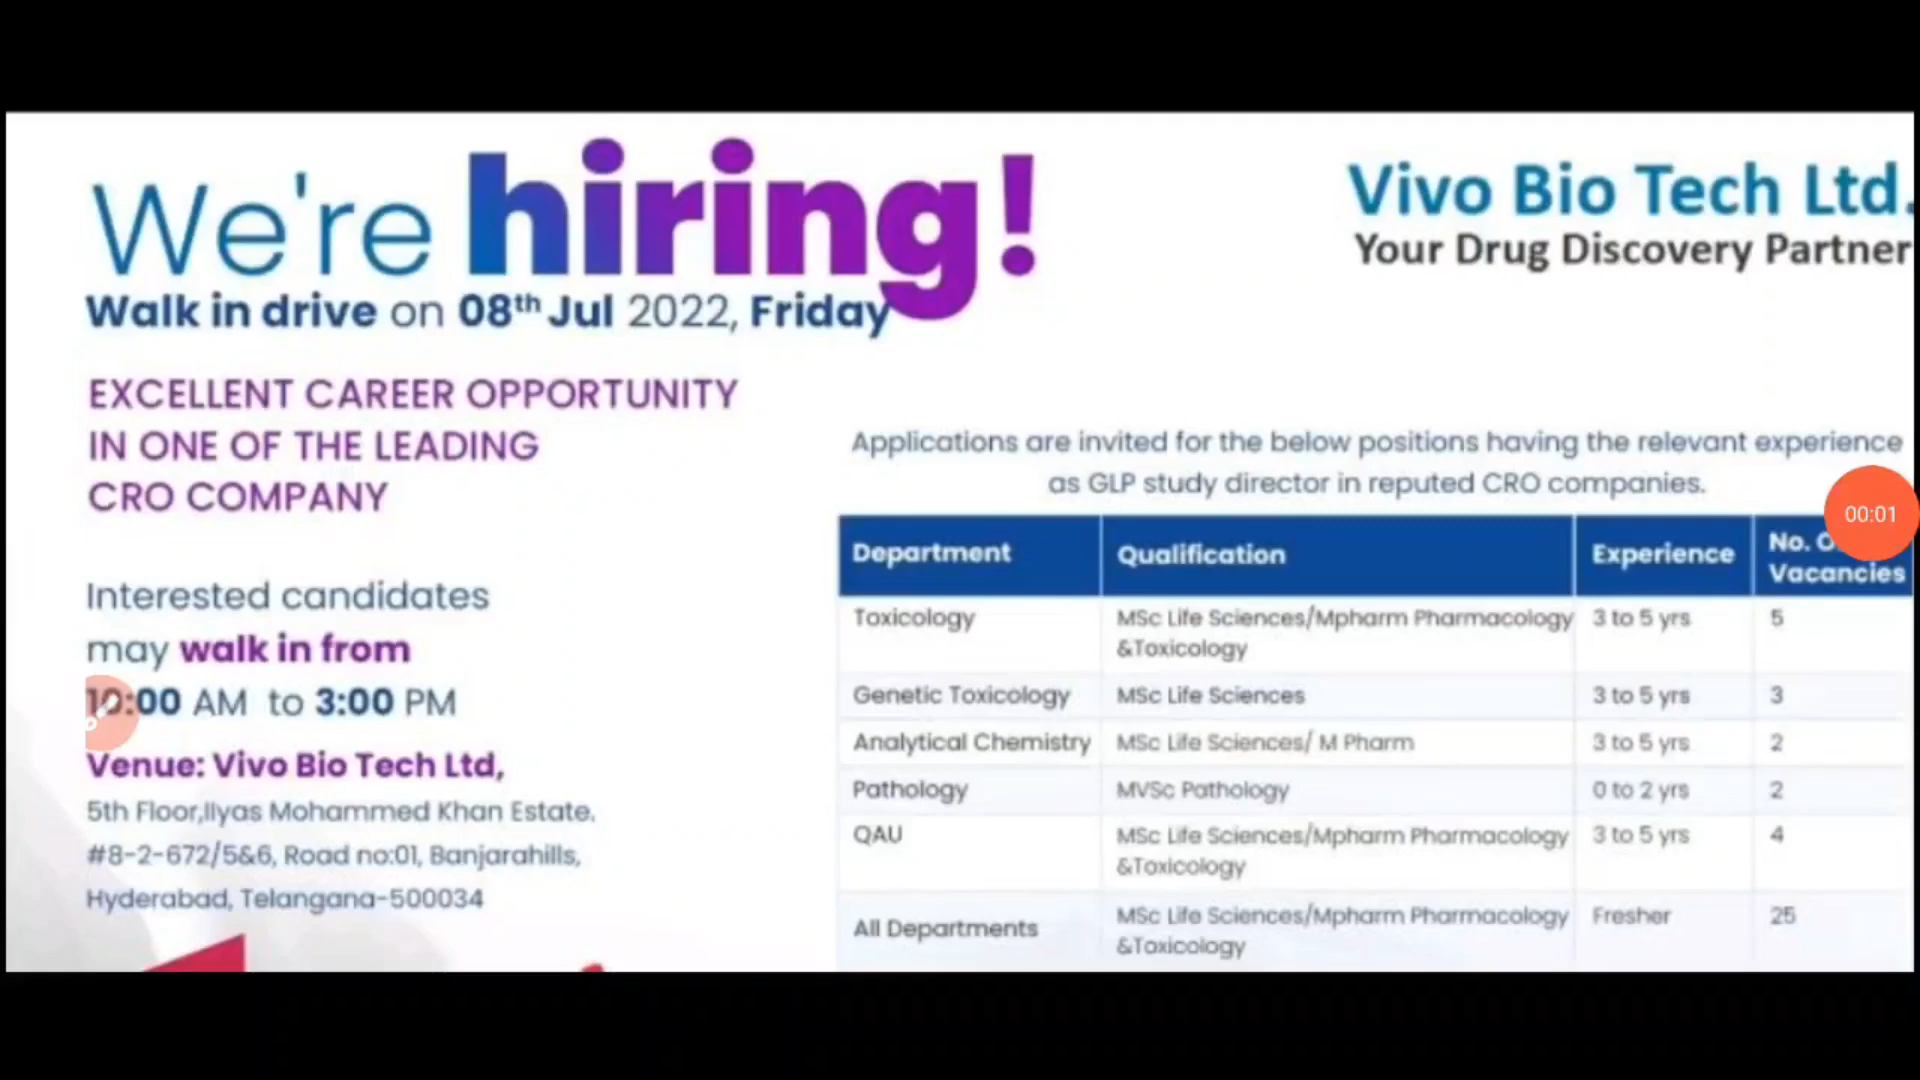 We're hiring!
Vivo Bio Tech Ltd.
Your Drug Discovery Partner
Walk in drive on 08th Jul 2022, Friday
EXCELLENT CAREER OPPORTUNITY
IN ONE OF THE LEADING
CRO COMPANY
Interested candidates
may walk in from
10:00 AM to 3:00 PM
Venue: Vivo Bio Tech Ltd,
5th Floor,Ilyas Mohammed Khan Estate.
#8-2-672/5&6, Road no:01, Banjarahills,
Hyderabad, Telangana-500034
Applications are invited for the below positions having the relevant experience
as GLP study director in reputed CRO companies.
00:01
Department Qualification Experience No. Vacancies
Toxicology MSc Life Sciences/Mpharm Pharmacology 3 to 5 yrs 5
&Toxicology
Genetic Toxicology MSc Life Sciences 3 to 5 yrs 3
Analytical Chemistry MSc Life Sciences/ M Pharm 3 to 5 yrs 2
Pathology MVSc Pathology 0 to 2 yrs 2
QAU MSc Life Sciences/Mpharm Pharmacology 3 to 5 yrs 4
&Toxicology
All Departments MSc Life Sciences/Mpharm Pharmacology Fresher 25
&Toxicology